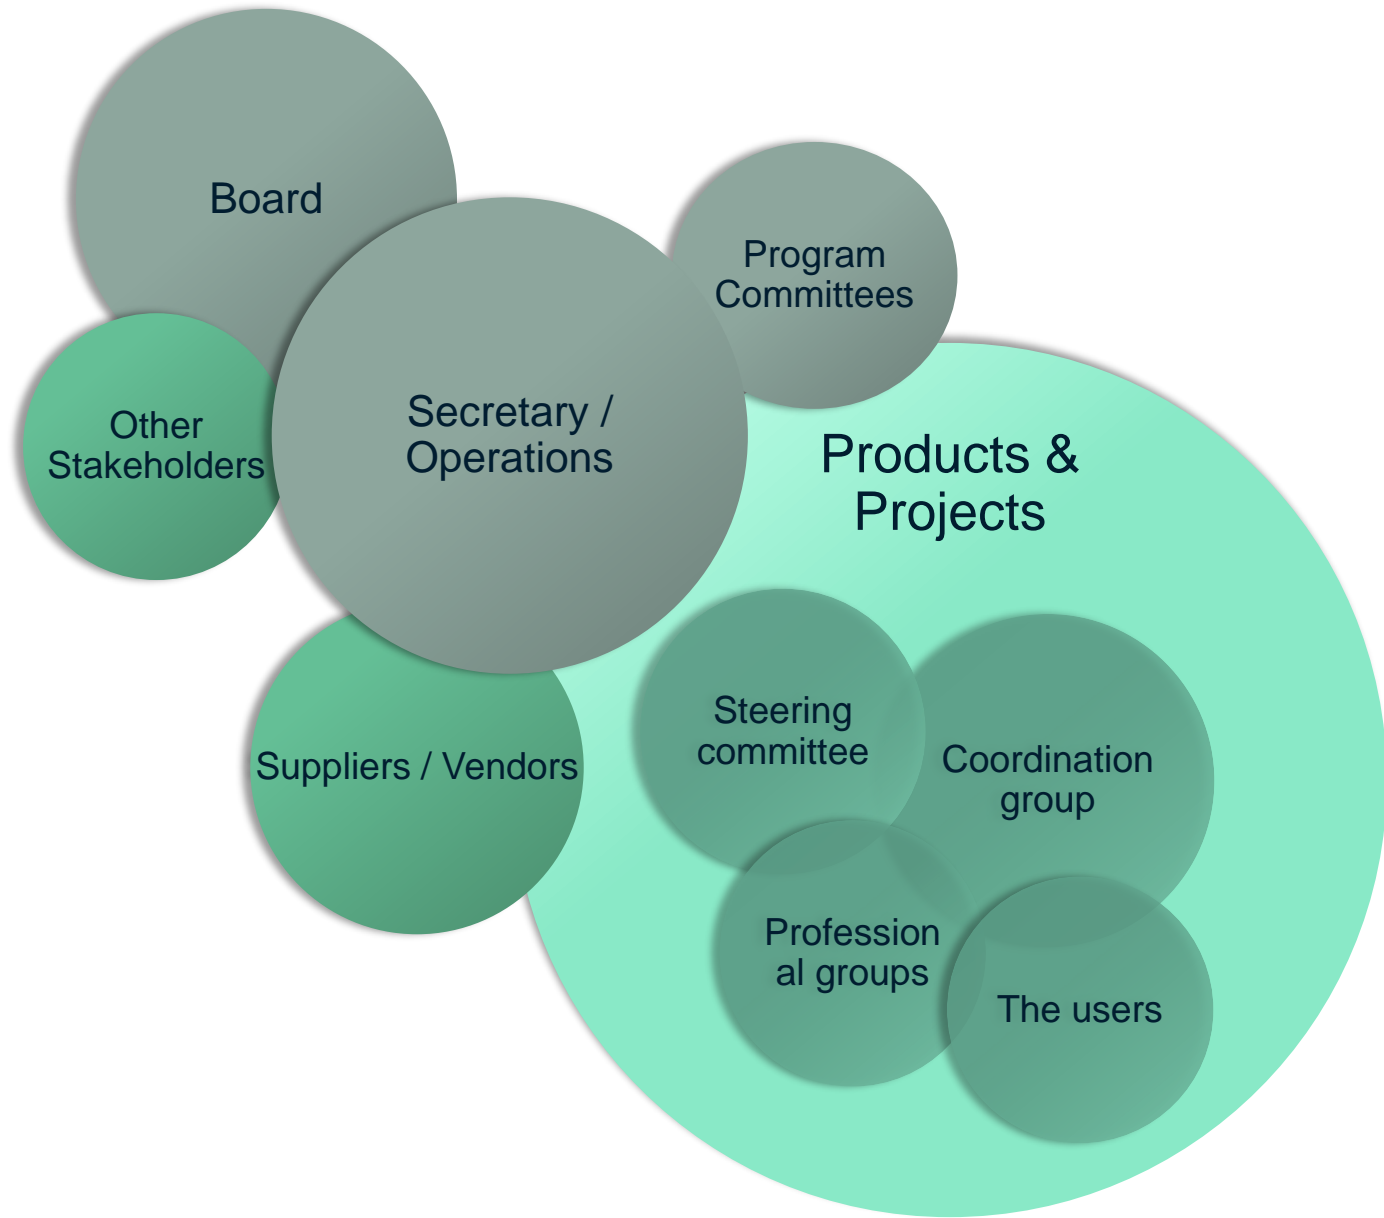 Board
Program
Committees
Secretary /
Operations
Other
Stakeholders
Products &
Projects
Steering
committee
Coordination
group
Suppliers / Vendors
Profession
al groups
The users